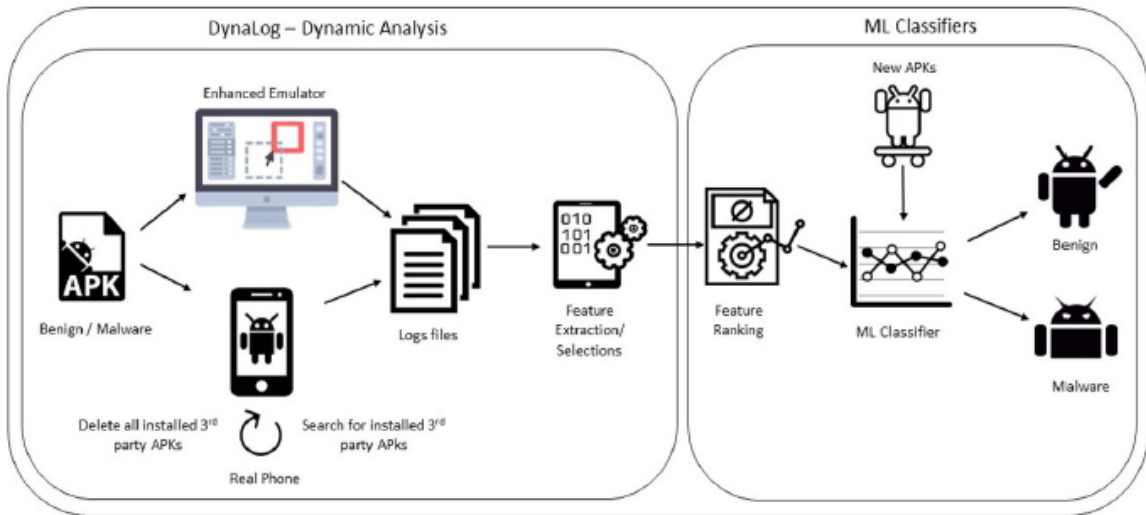 DynaLog – Dynamic Analysis
ML Classifiers
New APKs
Enhanced Emulator
APK
Benign / Malware
Logs files
010
101
001
Feature
Extraction/
Selections
Feature
Ranking
ML Classifier
Benign
Malware
Delete all installed 3rd
party APKs
Search for installed 3rd
party APks
Real Phone